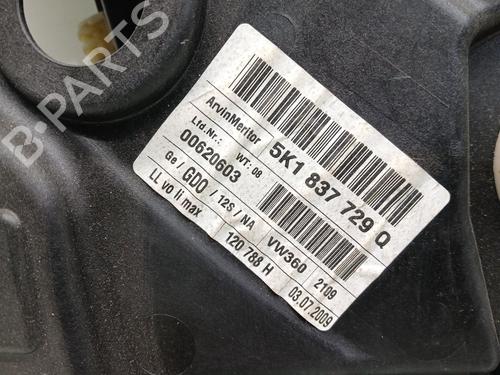 B-PARTS
5K1 837 729 Q
ArvinMeritor
Lfd.Nr.: WT: 08
00620603
Ge / GDO / 12S / NA
LL vo li max
VW360
2109
120 788 H
03.07.2009